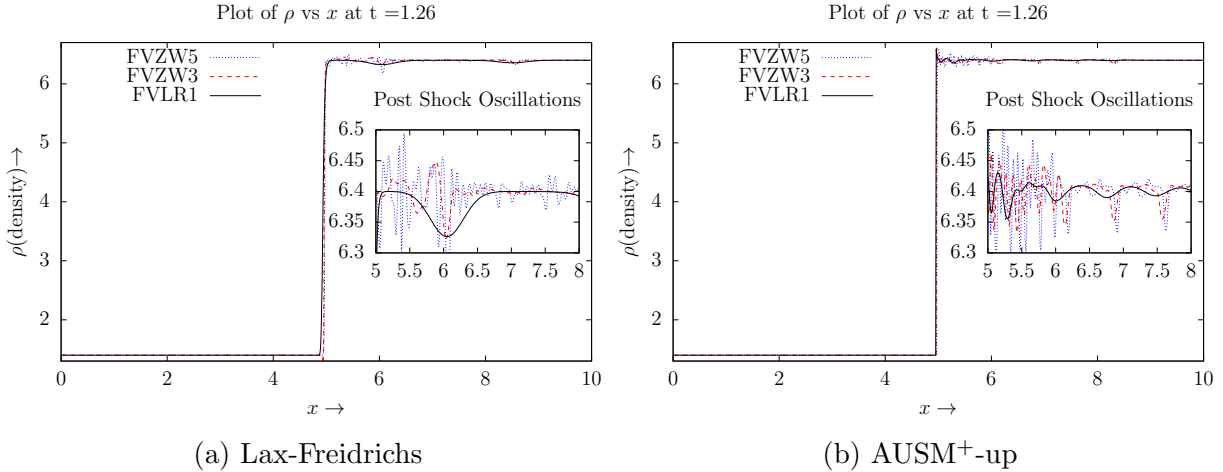 Plot of ρ vs x at t =1.26
FVZW5
FVZW3
FVLR1
Post Shock Oscillations
6.5
6.45
6.4
6.35
6.3
5 5.5 6 6.5 7 7.5 8
6
5
4
3
2
ρ(density)→
0 2 4 6 8 10
x →
(a) Lax-Freidrichs
Plot of ρ vs x at t =1.26
FVZW5
FVZW3
FVLR1
Post Shock Oscillations
6.5
6.45
6.4
6.35
6.3
5 5.5 6 6.5 7 7.5 8
6
5
4
3
2
ρ(density)→
0 2 4 6 8 10
x →
(b) AUSM⁺-up